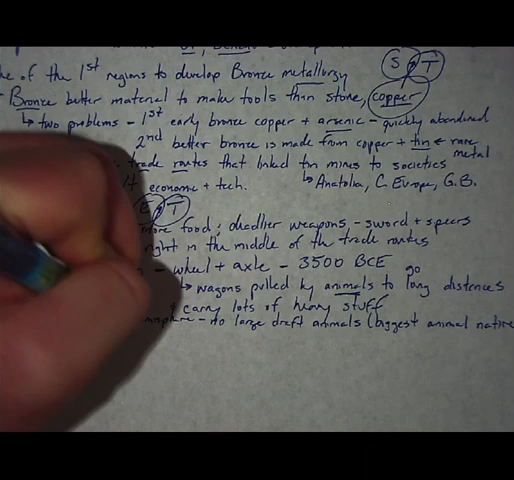 S T
of the 1st regions to develop Bronze metallurgy
Bronze better material to make tools than stone, copper
↳ two problems - 1st early bronze copper + arsenic - quickly abandoned
2nd better bronze is made from copper + tin ← rare metal
trade routes that linked tin mines to societies
economic + tech. ↳ Anatolia, C. Europe, G.B.
E T
more food; deadlier weapons - sword + spears
right in the middle of the trade routes
- wheel + axle - 3500 BCE
↳ wagons pulled by animals to go long distences
carry lots of heavy stuff
- no large draft animals (biggest animal native